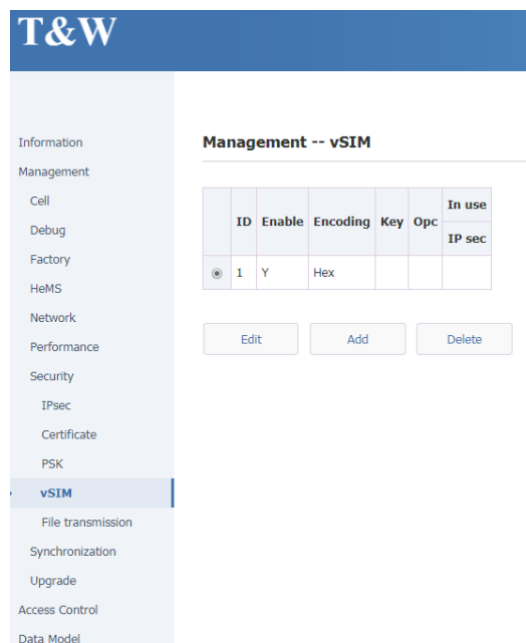 T&W
Information
Management
Cell
Debug
Factory
HeMS
Network
Performance
Security
IPsec
Certificate
PSK
vSIM
File transmission
Synchronization
Upgrade
Access Control
Data Model
Management -- vSIM
ID Enable Encoding Key Opc In use
IP sec
1 Y Hex
Edit Add Delete